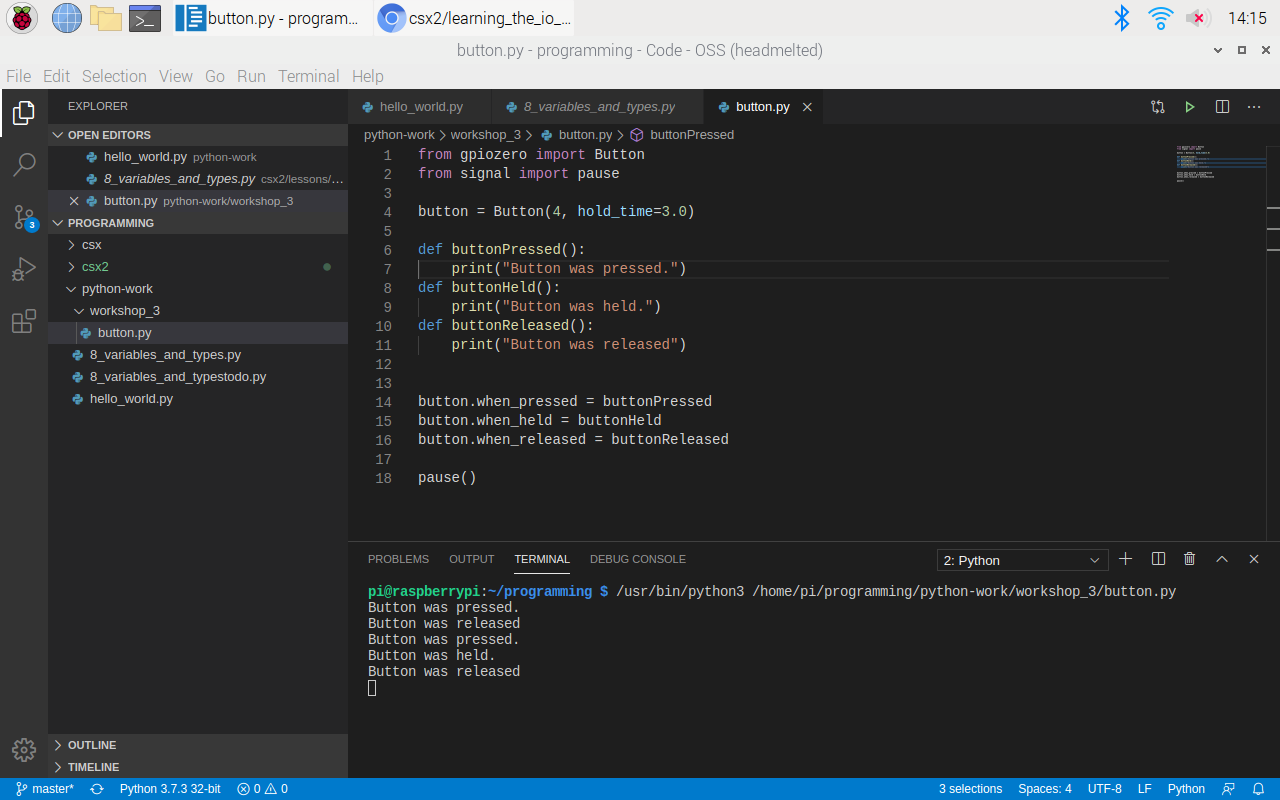 button.py - program...
csx2/learning_the_io_...
14:15
button.py - programming - Code - OSS (headmelted)
File Edit Selection View Go Run Terminal Help
EXPLORER
OPEN EDITORS
hello_world.py python-work
8_variables_and_types.py csx2/lessons/...
button.py python-work/workshop_3
3
PROGRAMMING
csx
csx2
python-work
workshop_3
button.py
8_variables_and_types.py
8_variables_and_typestodo.py
hello_world.py
OUTLINE
TIMELINE
hello_world.py 8_variables_and_types.py button.py
python-work workshop_3 button.py buttonPressed
1 from gpiozero import Button
2 from signal import pause
3
4 button = Button(4, hold_time=3.0)
5
6 def buttonPressed():
7     print("Button was pressed.")
8 def buttonHeld():
9     print("Button was held.")
10 def buttonReleased():
11     print("Button was released")
12
13
14 button.when_pressed = buttonPressed
15 button.when_held = buttonHeld
16 button.when_released = buttonReleased
17
18 pause()
PROBLEMS OUTPUT TERMINAL DEBUG CONSOLE 2: Python
pi@raspberrypi:~/programming $ /usr/bin/python3 /home/pi/programming/python-work/workshop_3/button.py
Button was pressed.
Button was released
Button was pressed.
Button was held.
Button was released
master* Python 3.7.3 32-bit 0 0 3 selections Spaces: 4 UTF-8 LF Python